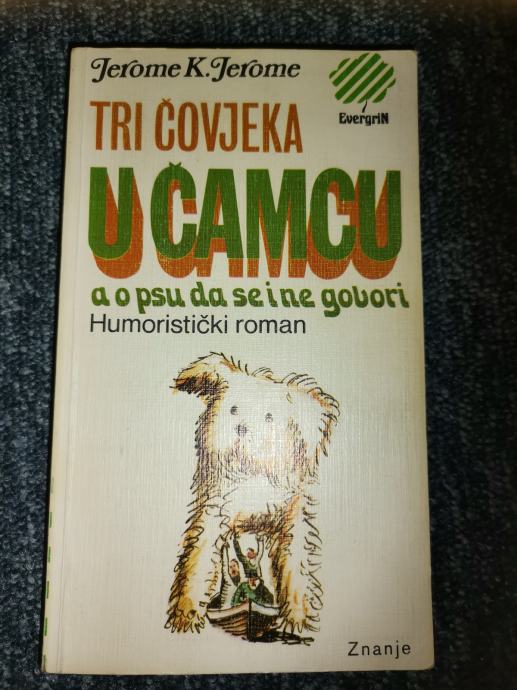 Jerome K. Jerome
EvergriN
TRI ČOVJEKA
U ČAMCU
a o psu da se i ne govori
Humoristički roman
Znanje